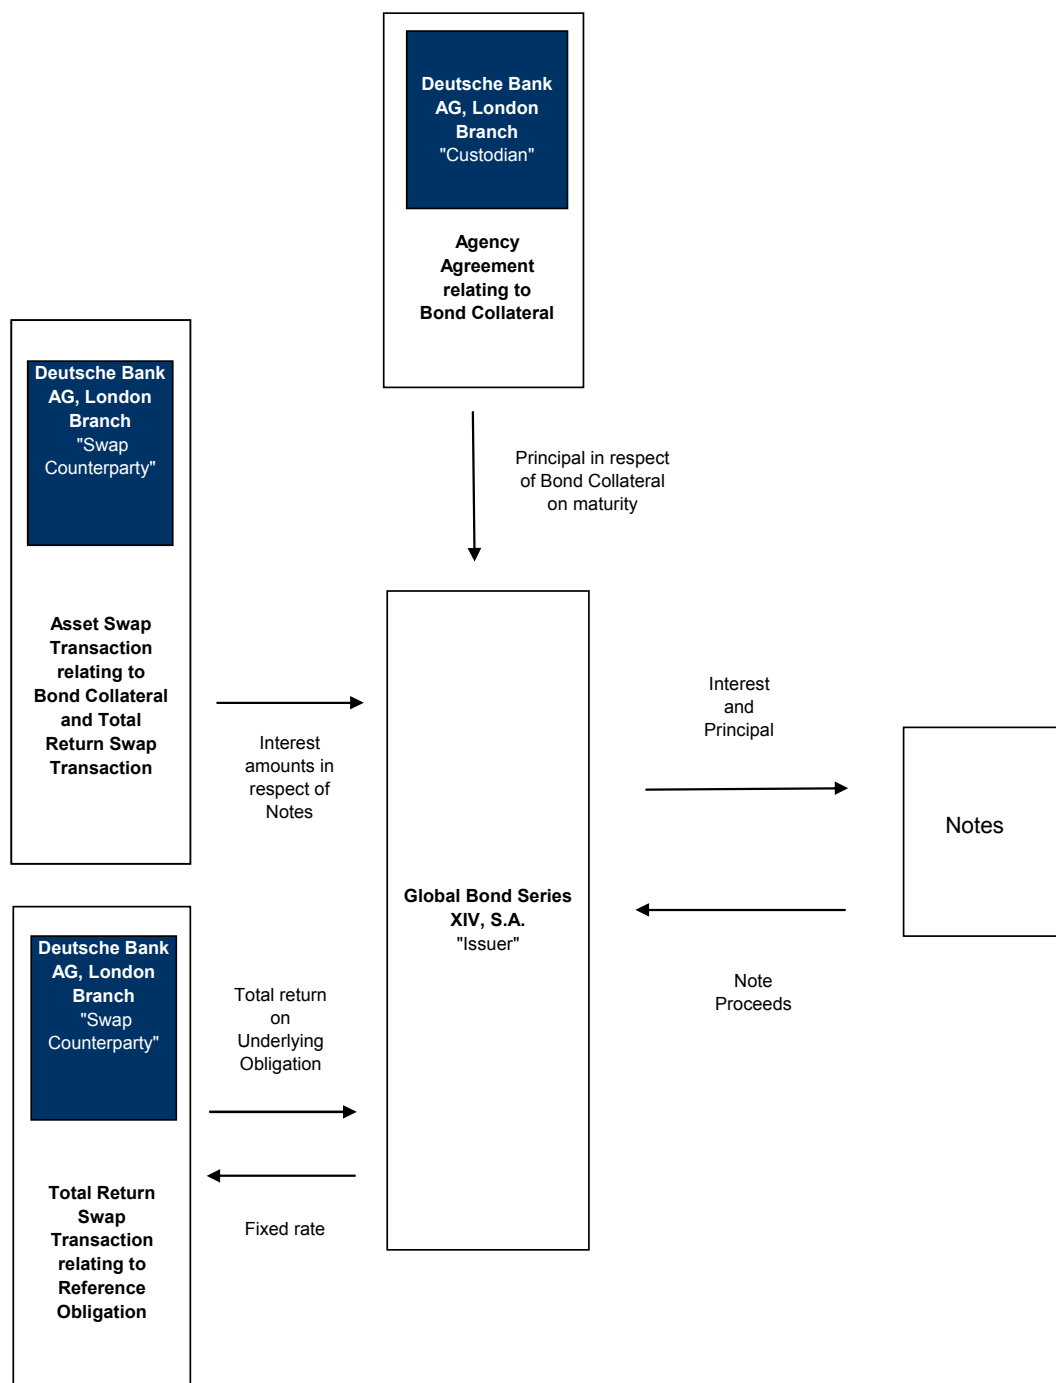 Deutsche Bank
AG, London
Branch
"Custodian"
Agency
Agreement
relating to
Bond Collateral
Principal in respect
of Bond Collateral
on maturity
Deutsche Bank
AG, London
Branch
"Swap
Counterparty"
Asset Swap
Transaction
relating to
Bond Collateral
and Total
Return Swap
Transaction
Interest
amounts in
respect of
Notes
Interest
and
Principal
Notes
Global Bond Series
XIV, S.A.
"Issuer"
Note
Proceeds
Deutsche Bank
AG, London
Branch
"Swap
Counterparty"
Total return
on
Underlying
Obligation
Fixed rate
Total Return
Swap
Transaction
relating to
Reference
Obligation